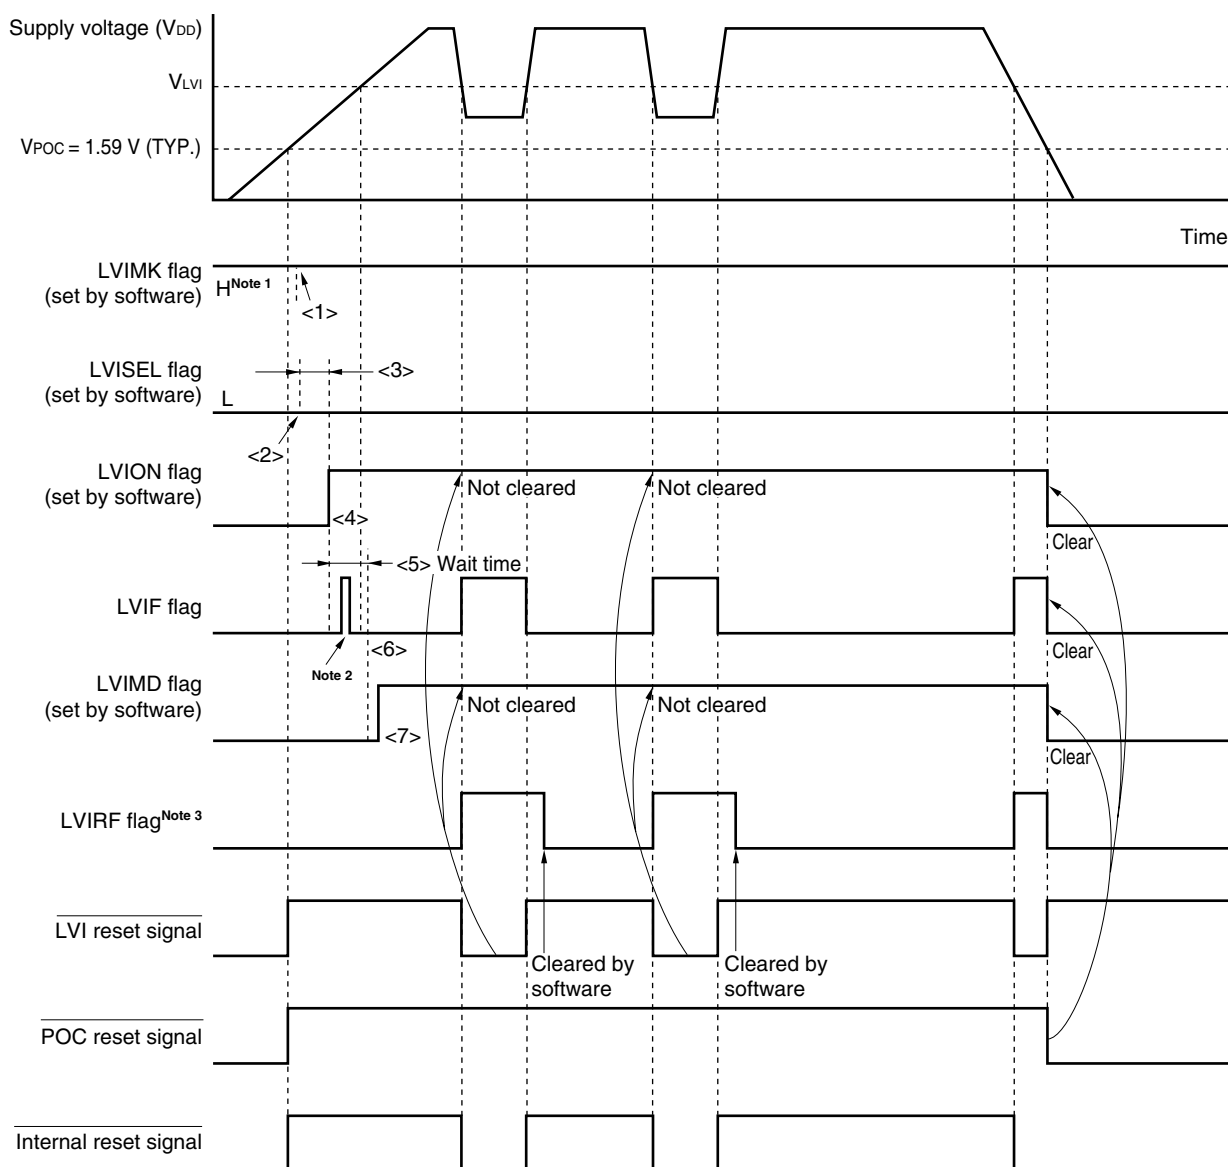 Supply voltage (VDD)
VLVI
VPOC = 1.59 V (TYP.)
Time
LVIMK flag
(set by software)
H Note 1
<1>
LVISEL flag
(set by software)
<3>
L
<2>
LVION flag
(set by software)
Not cleared
Not cleared
<4>
Clear
<5> Wait time
LVIF flag
<6>
Clear
Note 2
LVIMD flag
(set by software)
Not cleared
Not cleared
<7>
Clear
LVIRF flag Note 3
LVI reset signal
Cleared by
software
Cleared by
software
POC reset signal
Internal reset signal